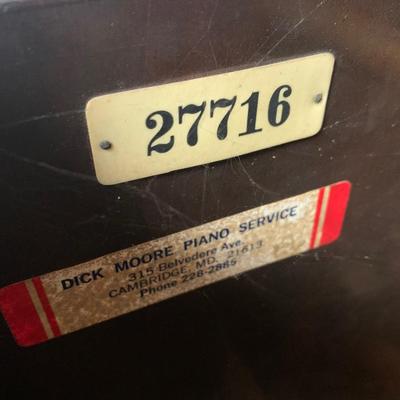 27716
DICK MOORE PIANO SERVICE
315 Belvedere Ave.
CAMBRIDGE, MD. 21613
Phone 228-2865